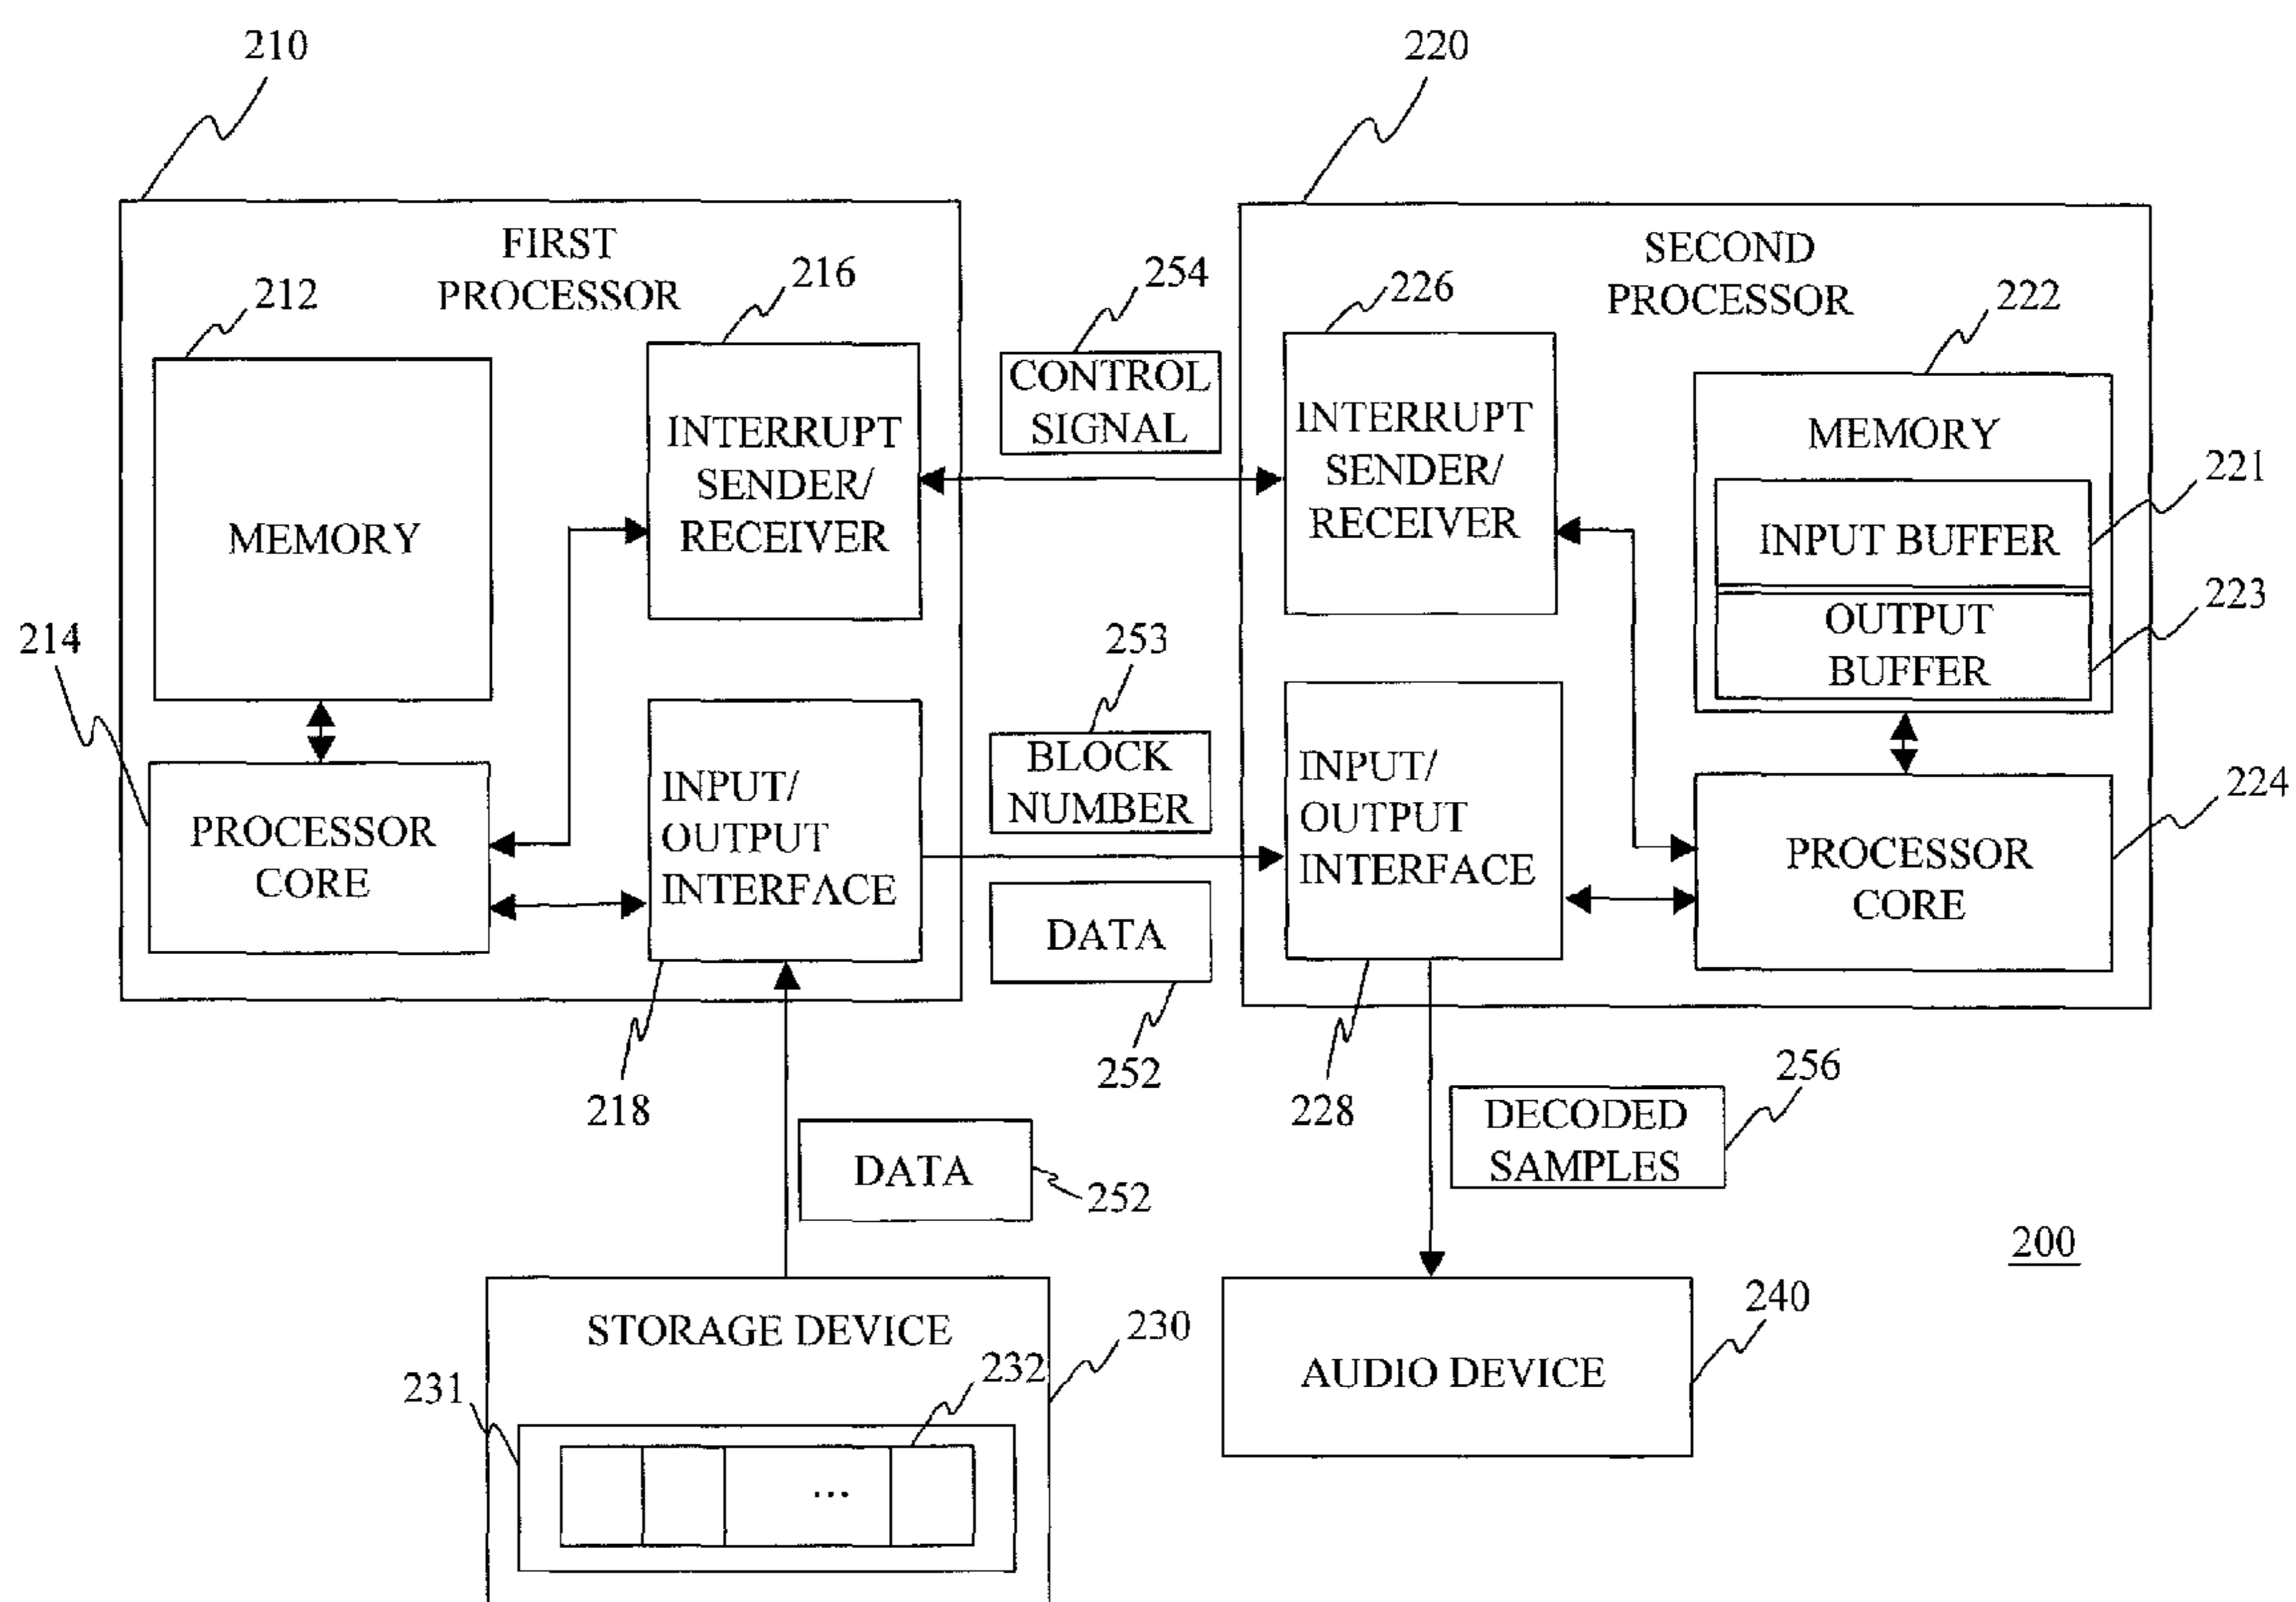 210
220
FIRST
PROCESSOR
SECOND
PROCESSOR
212
216
254
226
222
CONTROL
SIGNAL
INTERRUPT
SENDER/
RECEIVER
INTERRUPT
SENDER/
RECEIVER
MEMORY
MEMORY
221
INPUT BUFFER
223
OUTPUT
BUFFER
214
253
BLOCK
NUMBER
INPUT/
OUTPUT
INTERFACE
INPUT/
OUTPUT
INTERFACE
224
PROCESSOR
CORE
PROCESSOR
CORE
DATA
252
218
228
256
DECODED
SAMPLES
DATA
252
200
STORAGE DEVICE
230
240
231
232
AUDIO DEVICE
...